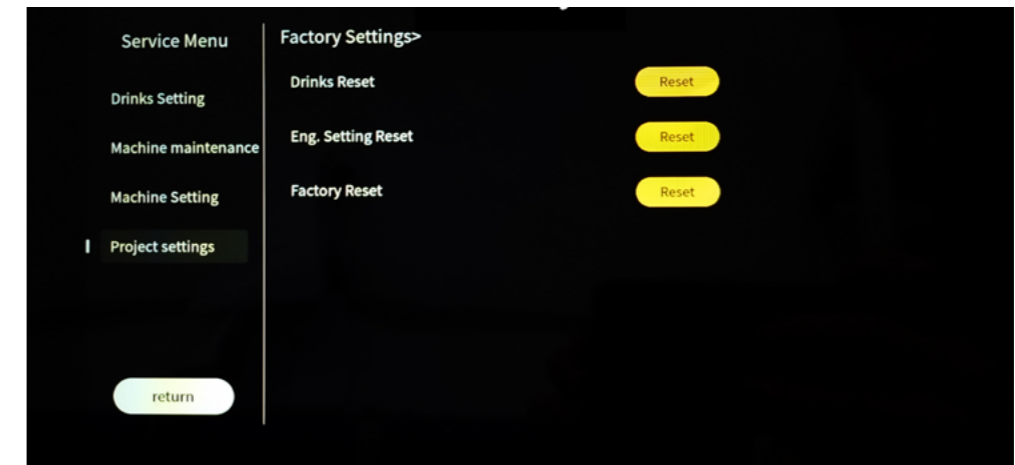 Service Menu
Drinks Setting
Machine maintenance
Machine Setting
Project settings
return
Factory Settings>
Drinks Reset
Reset
Eng. Setting Reset
Reset
Factory Reset
Reset